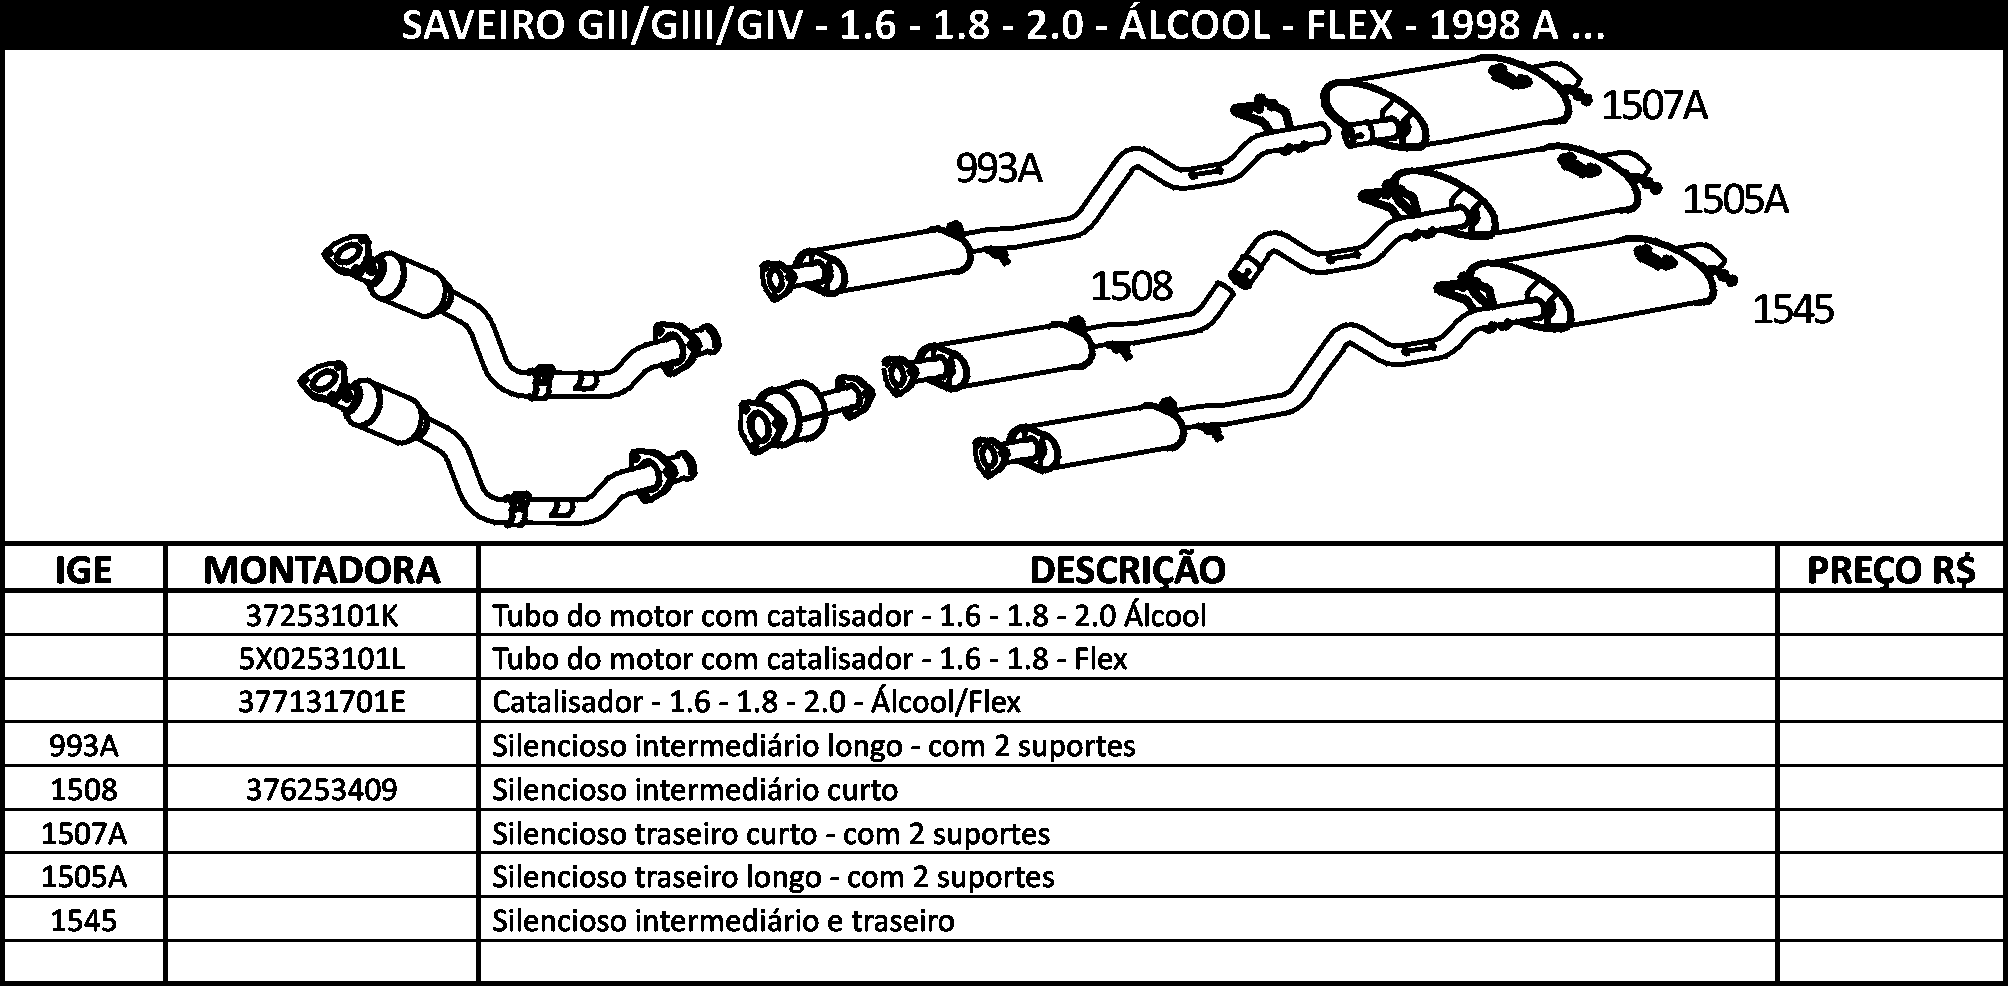 SAVEIRO GII/GIII/GIV - 1.6 - 1.8 - 2.0 - ÁLCOOL - FLEX - 1998 A ...
1507A
993A
1505A
1508
1545
IGE MONTADORA DESCRIÇÃO PREÇO R$
37253101K Tubo do motor com catalisador - 1.6 - 1.8 - 2.0 Álcool
5X0253101L Tubo do motor com catalisador - 1.6 - 1.8 - Flex
377131701E Catalisador - 1.6 - 1.8 - 2.0 - Álcool/Flex
993A Silencioso intermediário longo - com 2 suportes
1508 376253409 Silencioso intermediário curto
1507A Silencioso traseiro curto - com 2 suportes
1505A Silencioso traseiro longo - com 2 suportes
1545 Silencioso intermediário e traseiro